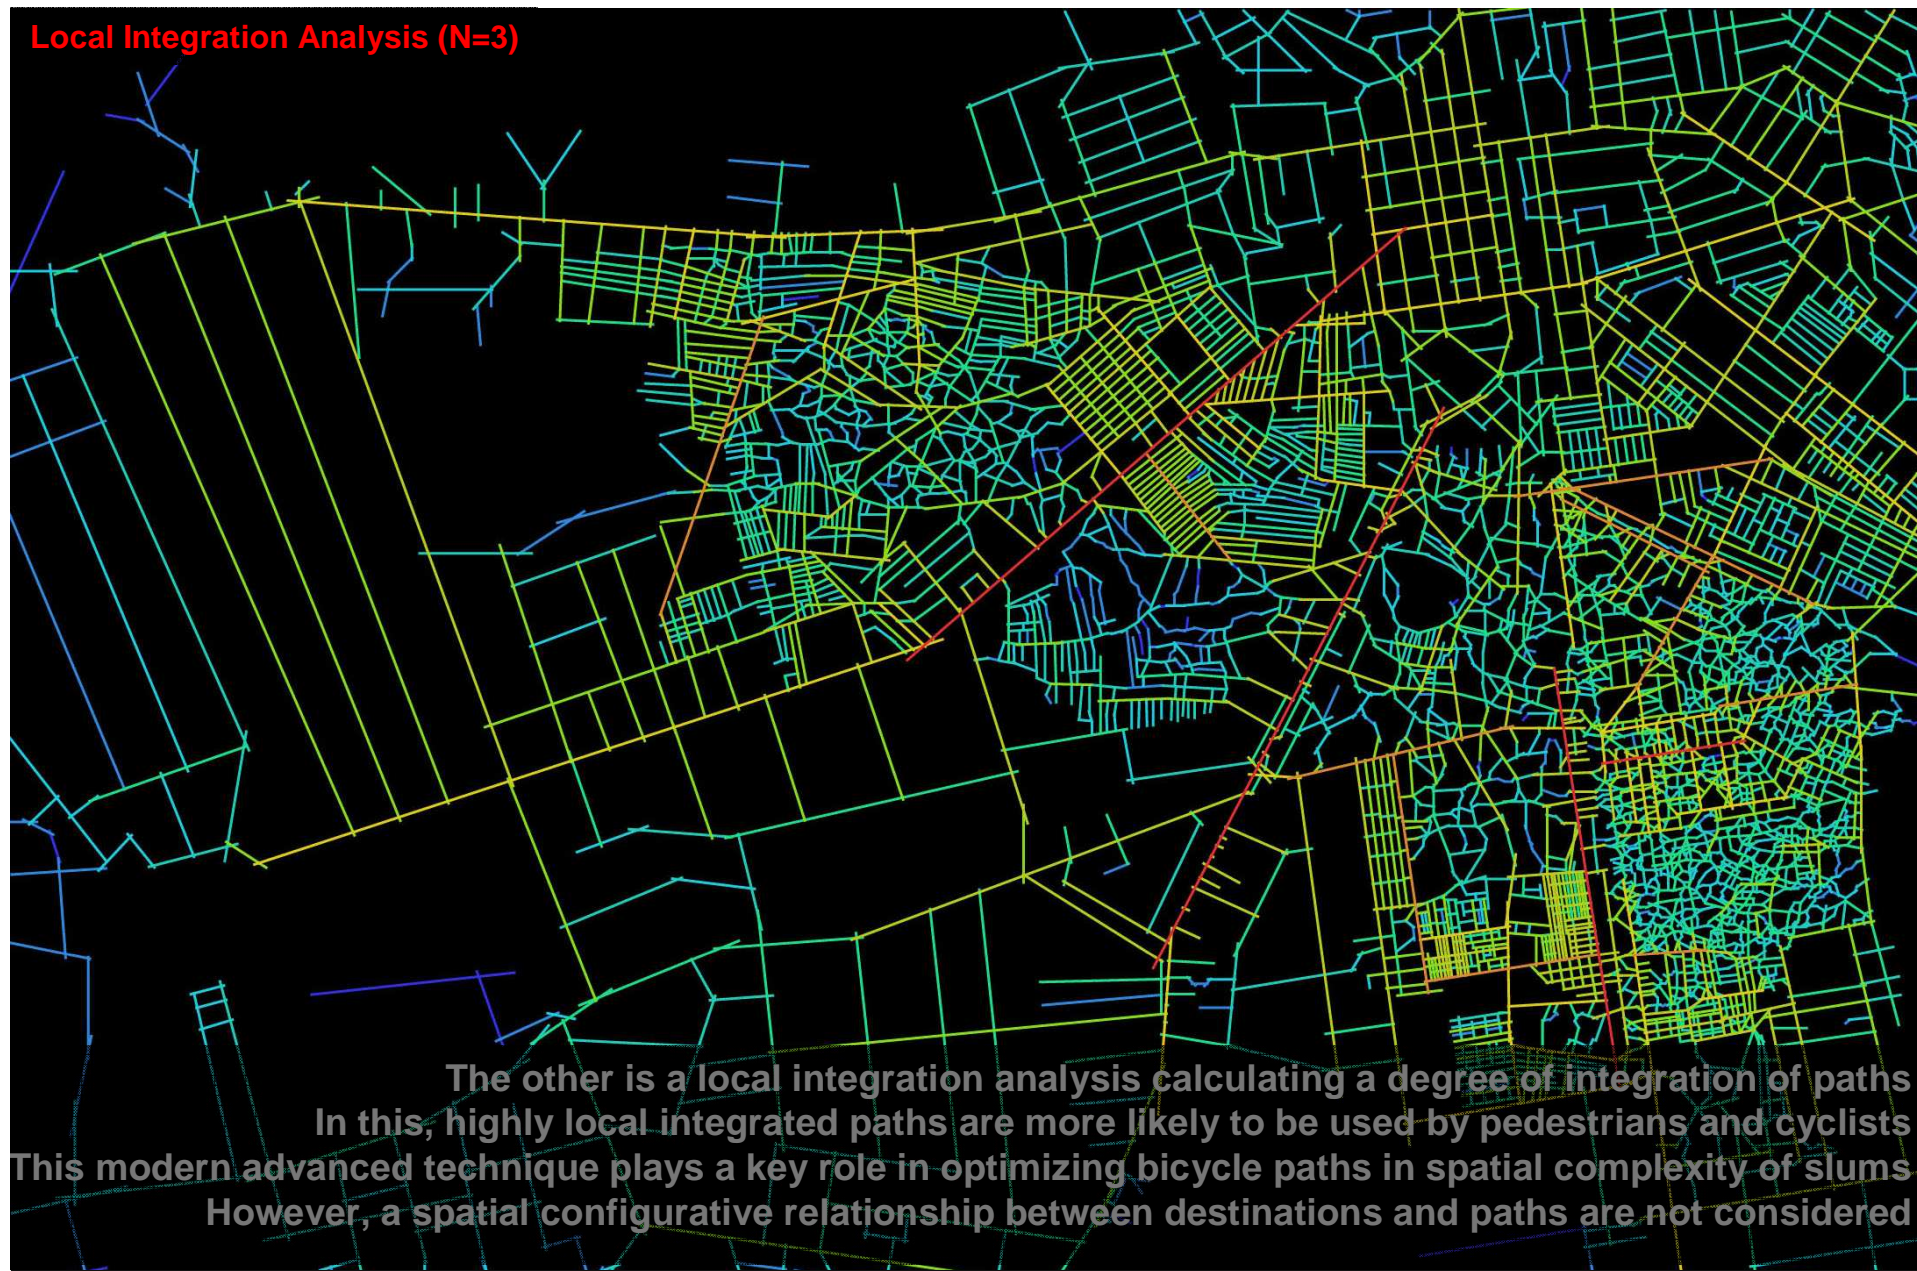 Local Integration Analysis (N=3)
The other is a local integration analysis calculating a degree of integration of paths
In this, highly local integrated paths are more likely to be used by pedestrians and cyclists
This modern advanced technique plays a key role in optimizing bicycle paths in spatial complexity of slums
However, a spatial configurative relationship between destinations and paths are not considered